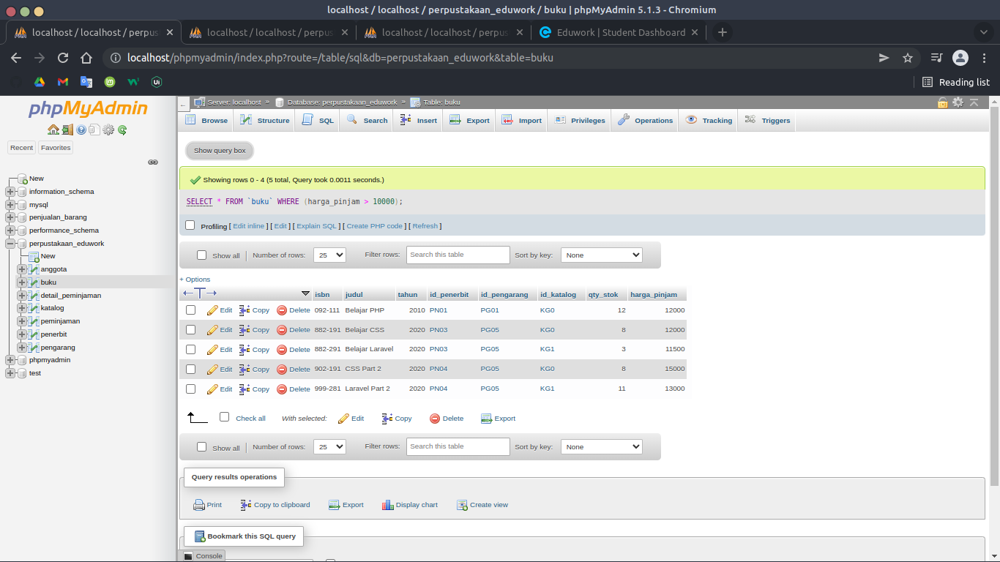 localhost / localhost / perpustakaan_eduwork / buku | phpMyAdmin 5.1.3 - Chromium
localhost / localhost / perpus
localhost / localhost / perpus
localhost / localhost / perpus
Eduwork | Student Dashboard
localhost/phpmyadmin/index.php?route=/table/sql&db=perpustakaan_eduwork&table=buku
Reading list
phpMyAdmin
Recent Favorites
New
information_schema
mysql
penjualan_barang
performance_schema
perpustakaan_eduwork
New
anggota
buku
detail_peminjaman
katalog
peminjaman
penerbit
pengarang
phpmyadmin
test
Server: localhost » Database: perpustakaan_eduwork » Table: buku
Browse Structure SQL Search Insert Export Import Privileges Operations Tracking Triggers
Show query box
Showing rows 0 - 4 (5 total, Query took 0.0011 seconds.)
SELECT * FROM `buku` WHERE (harga_pinjam > 10000);
Profiling [ Edit inline ] [ Edit ] [ Explain SQL ] [ Create PHP code ] [ Refresh ]
Show all | Number of rows: 25 Filter rows: Search this table Sort by key: None
+ Options
isbn judul tahun id_penerbit id_pengarang id_katalog qty_stok harga_pinjam
Edit Copy Delete 092-111 Belajar PHP 2010 PN01 PG01 KG0 12 12000
Edit Copy Delete 882-191 Belajar CSS 2020 PN03 PG05 KG0 8 12000
Edit Copy Delete 882-291 Belajar Laravel 2020 PN03 PG05 KG1 3 11500
Edit Copy Delete 902-191 CSS Part 2 2020 PN04 PG05 KG0 8 15000
Edit Copy Delete 999-281 Laravel Part 2 2020 PN04 PG05 KG1 11 13000
Check all With selected: Edit Copy Delete Export
Show all | Number of rows: 25 Filter rows: Search this table Sort by key: None
Query results operations
Print Copy to clipboard Export Display chart Create view
Bookmark this SQL query
Console